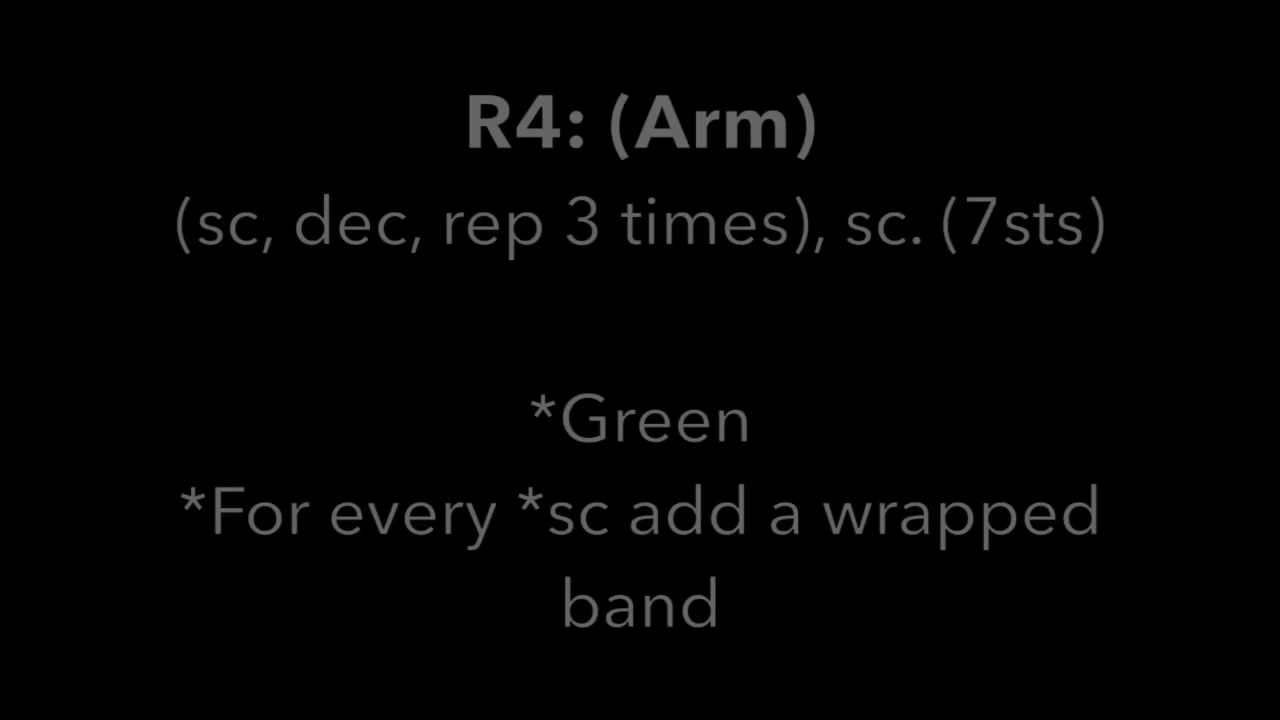 R4: (Arm)
(sc, dec, rep 3 times), sc. (7sts)
*Green
*For every *sc add a wrapped
band